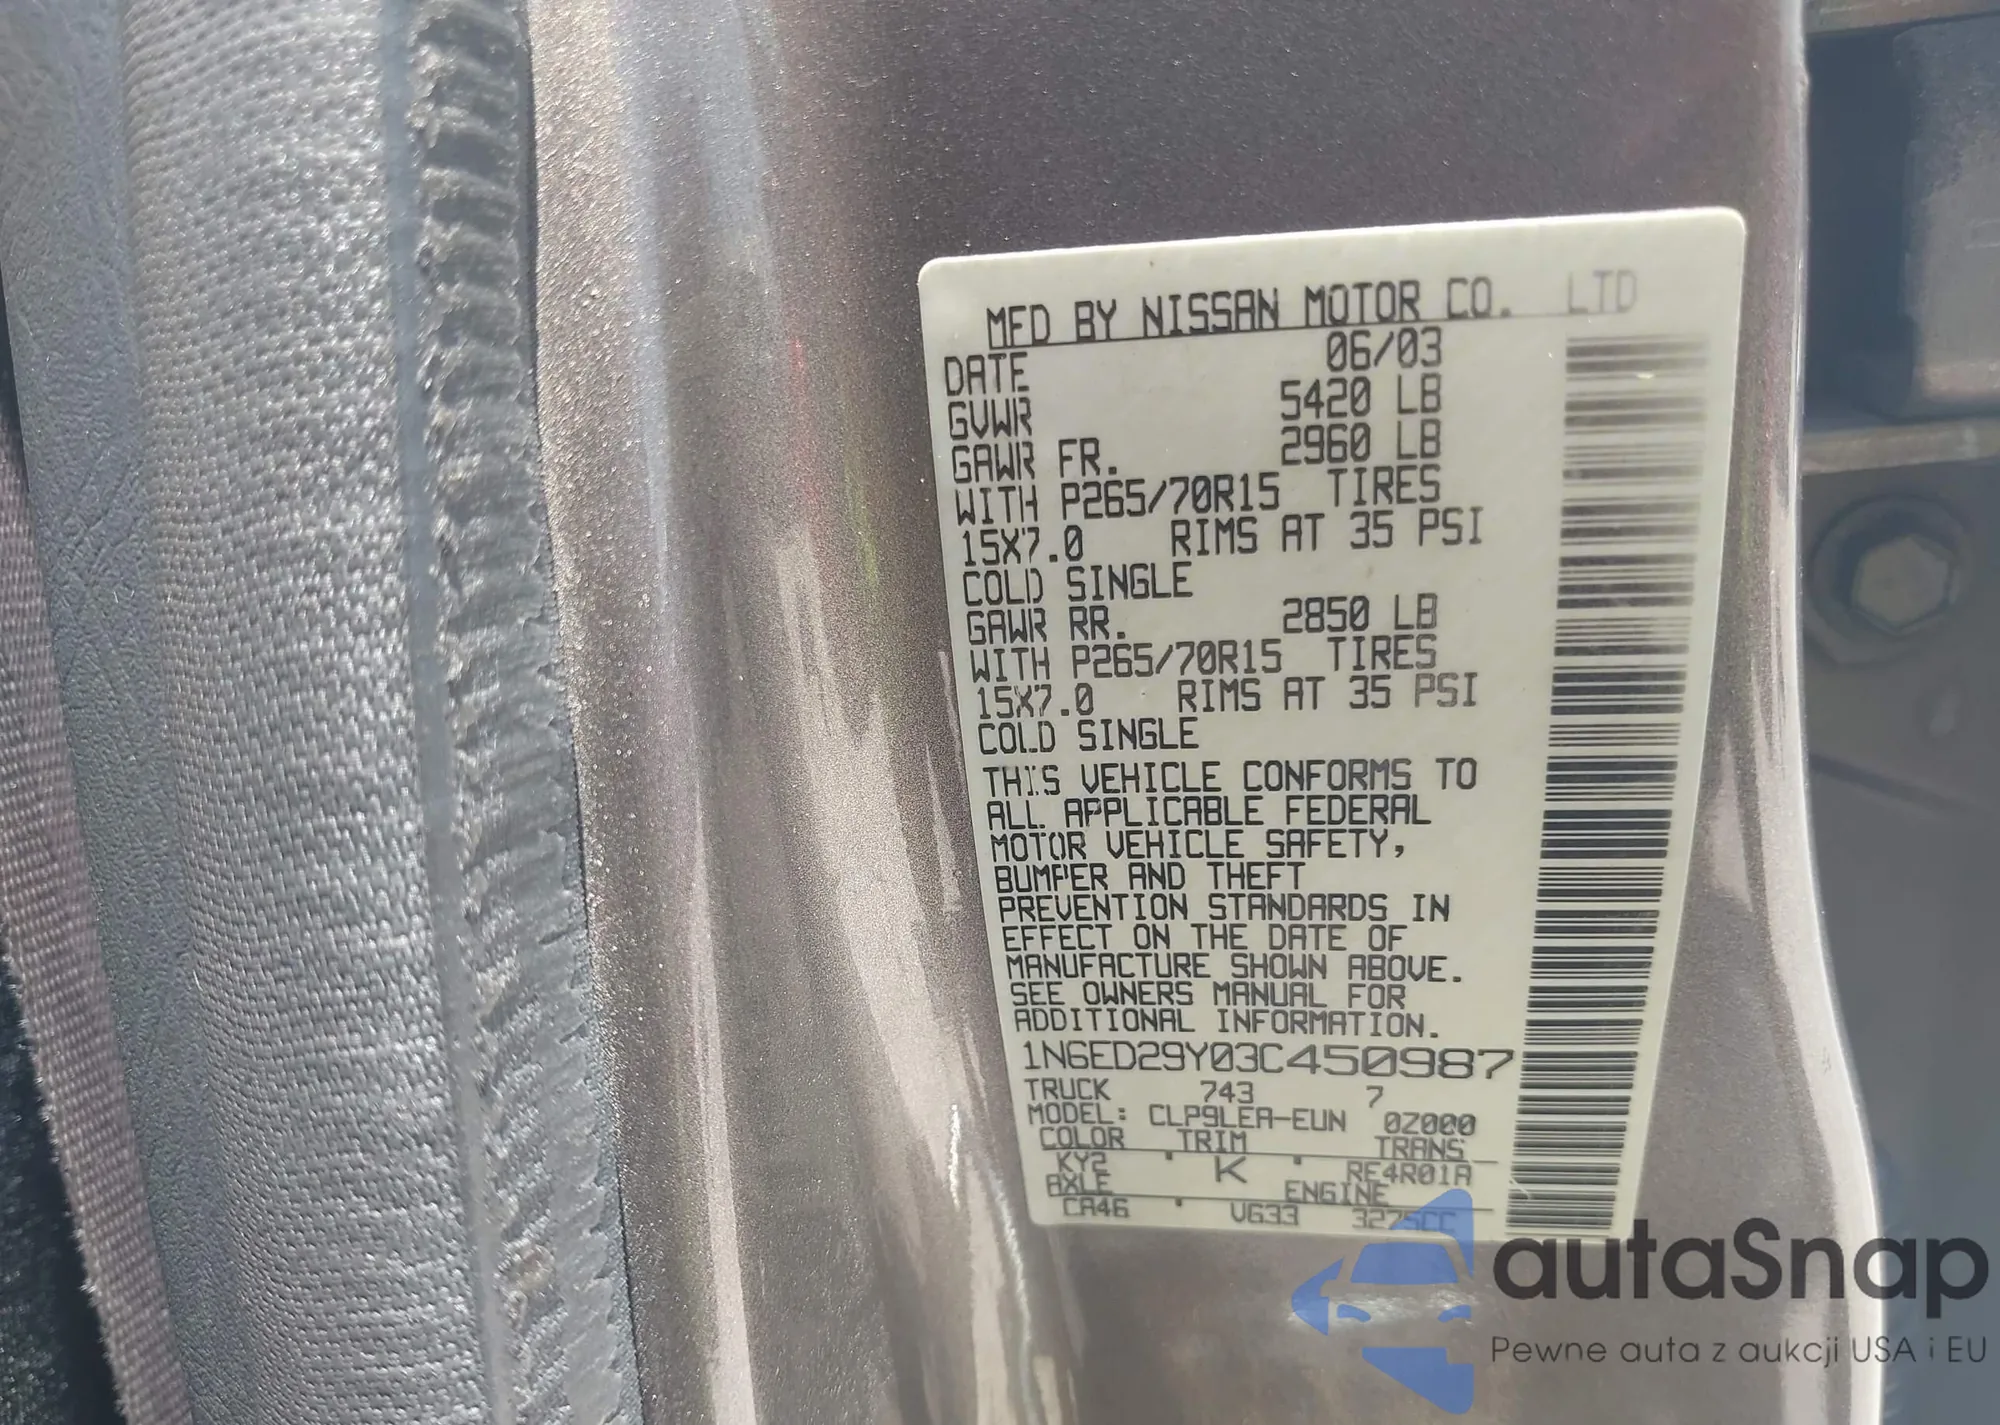 MFD BY NISSAN MOTOR CO. LTD
DATE 06/03
GVWR 5420 LB
GAWR FR. 2960 LB
WITH P265/70R15 TIRES
15X7.0 RIMS AT 35 PSI
COLD SINGLE
GAWR RR. 2850 LB
WITH P265/70R15 TIRES
15X7.0 RIMS AT 35 PSI
COLD SINGLE
THIS VEHICLE CONFORMS TO
ALL APPLICABLE FEDERAL
MOTOR VEHICLE SAFETY,
BUMPER AND THEFT
PREVENTION STANDARDS IN
EFFECT ON THE DATE OF
MANUFACTURE SHOWN ABOVE.
SEE OWNERS MANUAL FOR
ADDITIONAL INFORMATION.
1N6ED29Y03C450987
TRUCK 743 7
MODEL: CLP9LEA-EUN 0Z000
COLOR TRIM TRANS
KY2 K RE4R01A
AXLE ENGINE
CA46 VG33 3275CC
autaSnap
Pewne auta z aukcji USA i EU